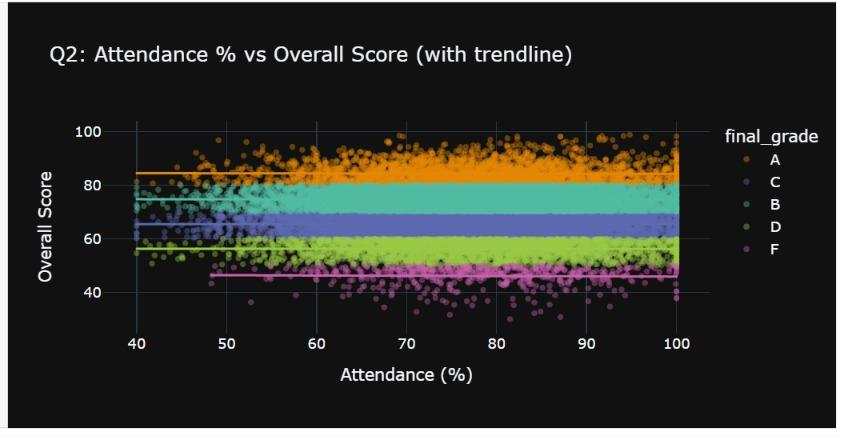 Q2: Attendance % vs Overall Score (with trendline)
final_grade
A
C
B
D
F
Overall Score
100
80
60
40
40 50 60 70 80 90 100
Attendance (%)